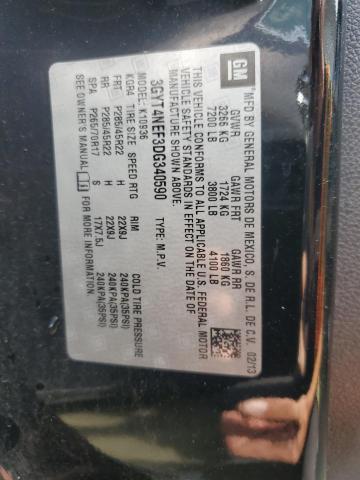 GM
MFD BY GENERAL MOTORS DE MEXICO, S. DE R.L. DE C.V. 02/13
GVWR GAWR FRT GAWR RR
3266 KG 1724 KG 1860 KG
7200 LB 3800 LB 4100 LB
THIS VEHICLE CONFORMS TO ALL APPLICABLE U.S. FEDERAL MOTOR
VEHICLE SAFETY STANDARDS IN EFFECT ON THE DATE OF
MANUFACTURE SHOWN ABOVE.
3GYT4NEF3DG340590 TYPE: M.P.V.
MODEL: K10936
KGR4 TIRE SIZE SPEED RTG RIM COLD TIRE PRESSURE
FRT P285/45R22 H 22X9J 240KPA(35PSI)
RR P285/45R22 H 22X9J 240KPA(35PSI)
SPA P265/70R17 S 17X7.5J 240KPA(35PSI)
SEE OWNER'S MANUAL FOR MORE INFORMATION.